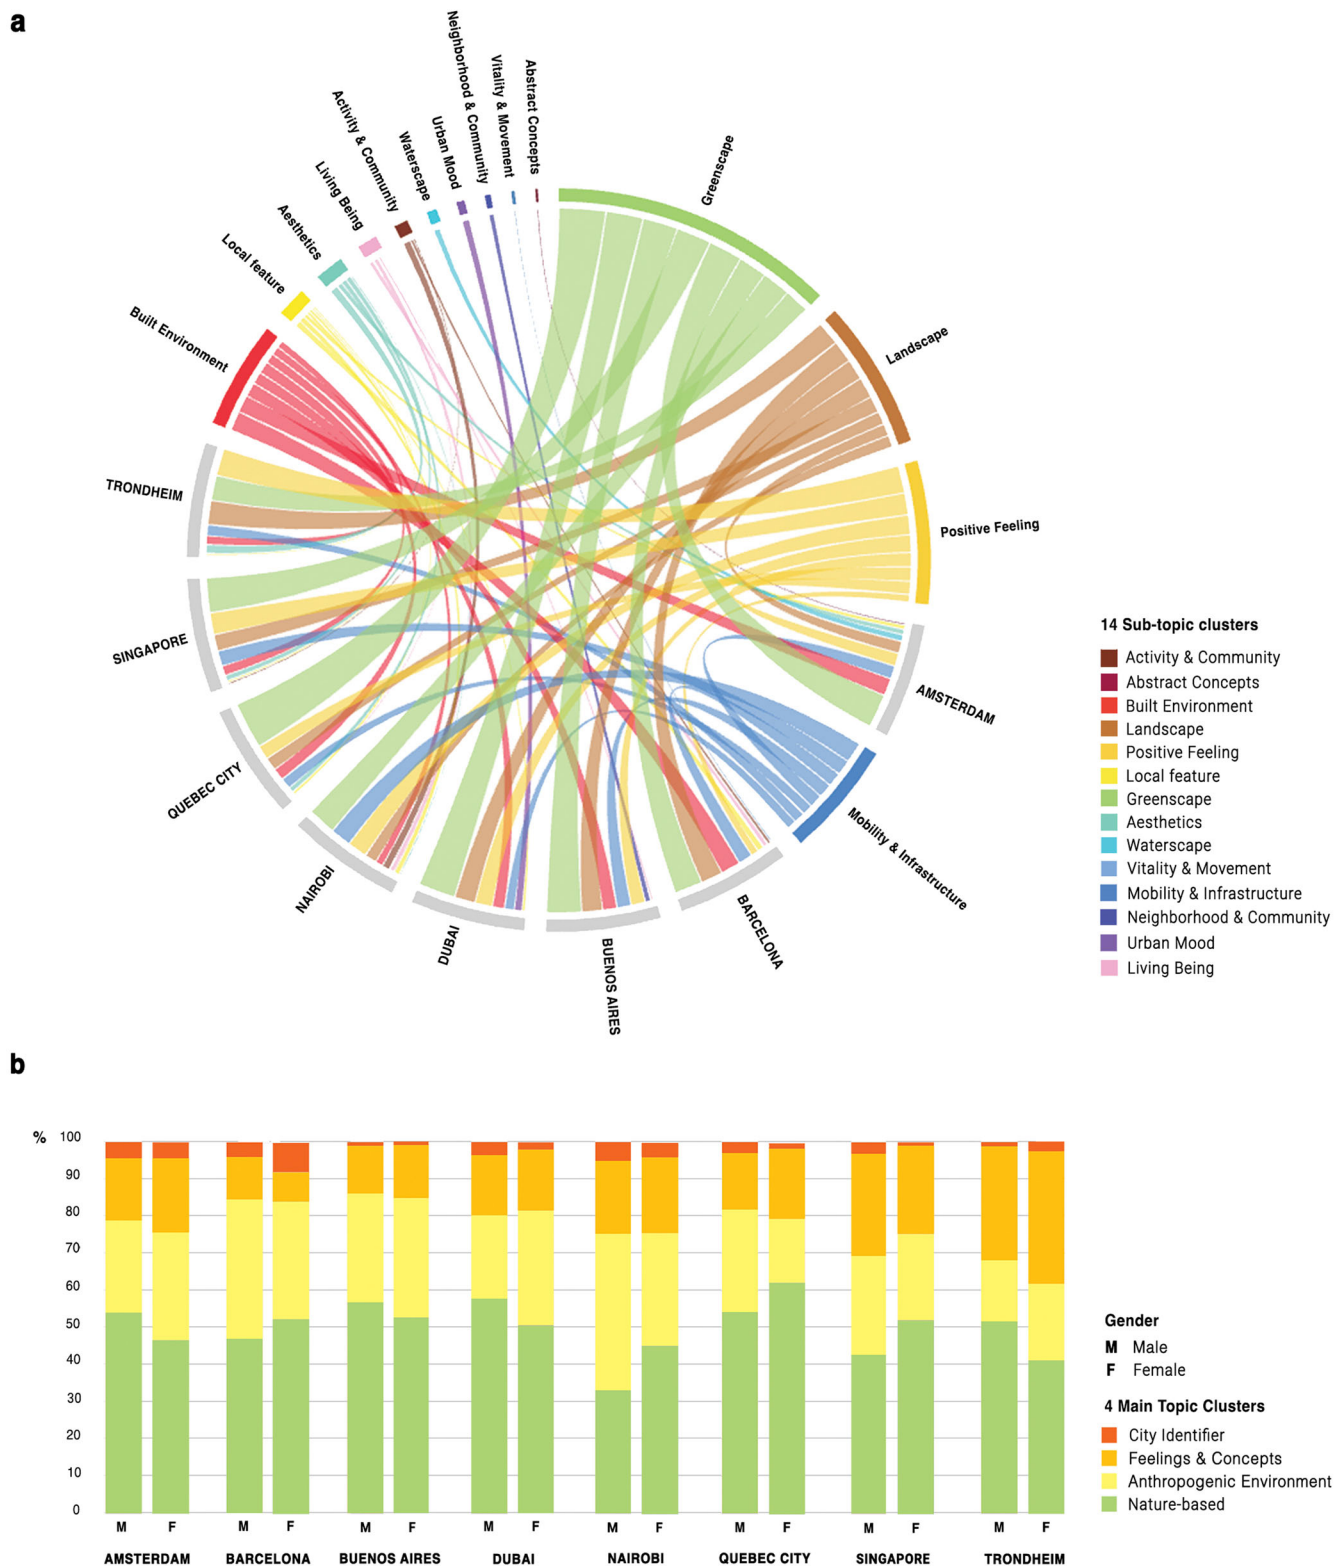 a
Neighborhood & Community
Vitality & Movement
Abstract Concepts
Activity & Community
Waterscape
Urban Mood
Living Being
Aesthetics
Local feature
Built Environment
Greenscape
Landscape
Positive Feeling
TRONDHEIM
SINGAPORE
QUEBEC CITY
NAIROBI
DUBAI
BUENOS AIRES
BARCELONA
AMSTERDAM
Mobility & Infrastructure
14 Sub-topic clusters
Activity & Community
Abstract Concepts
Built Environment
Landscape
Positive Feeling
Local feature
Greenscape
Aesthetics
Waterscape
Vitality & Movement
Mobility & Infrastructure
Neighborhood & Community
Urban Mood
Living Being
b
% 100
90
80
70
60
50
40
30
20
10
0
M F M F M F M F M F M F M F M F
AMSTERDAM BARCELONA BUENOS AIRES DUBAI NAIROBI QUEBEC CITY SINGAPORE TRONDHEIM
Gender
M Male
F Female
4 Main Topic Clusters
City Identifier
Feelings & Concepts
Anthropogenic Environment
Nature-based